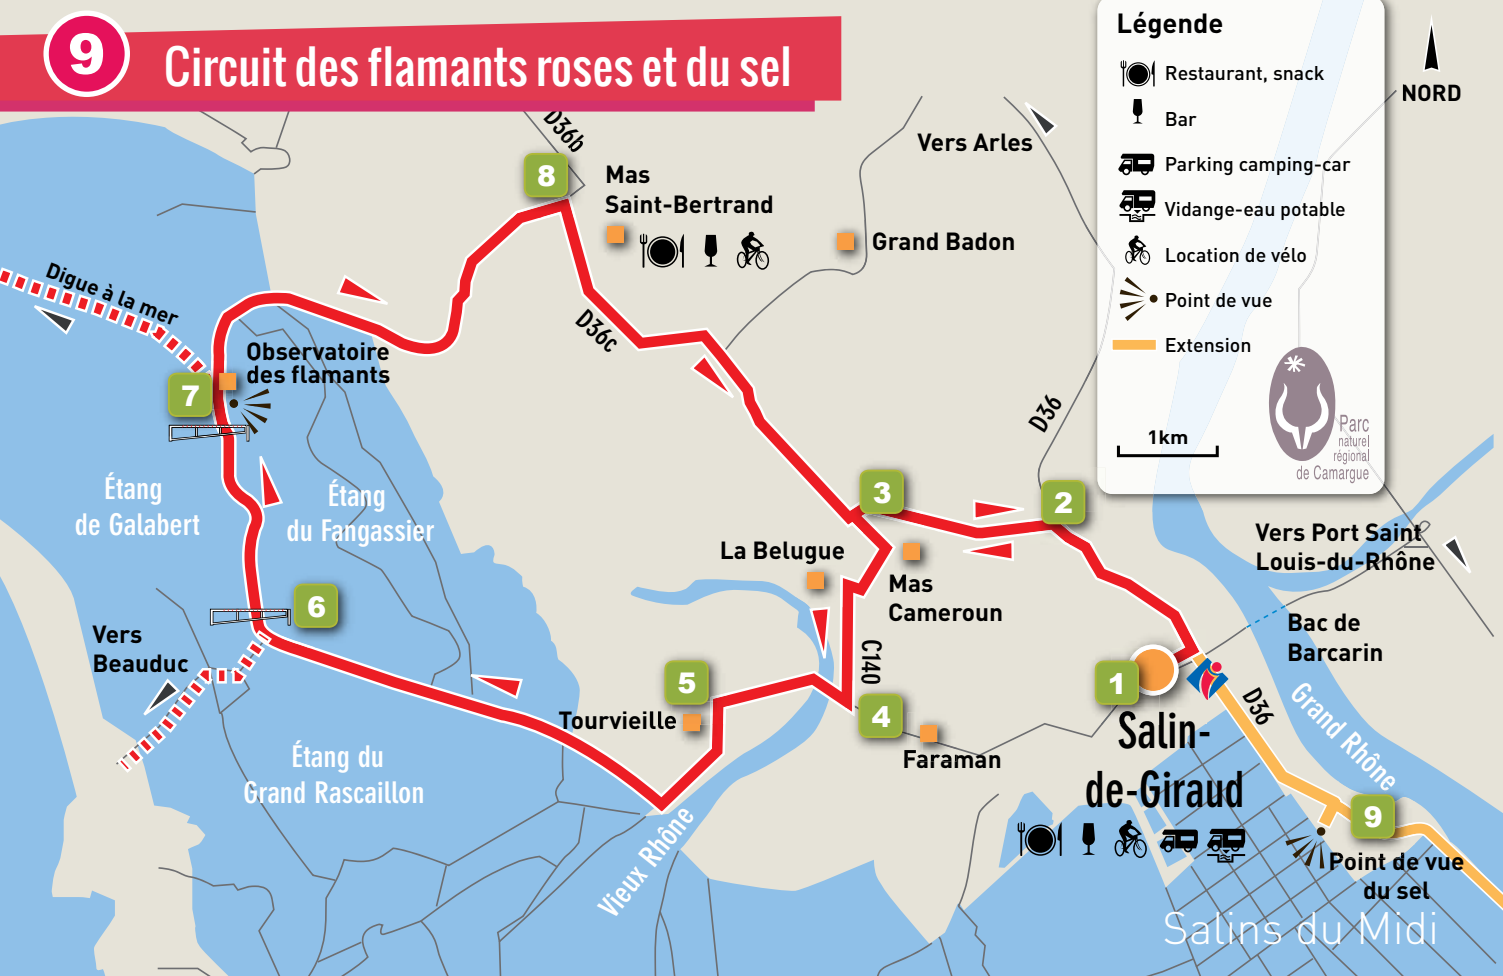 9 Circuit des flamants roses et du sel
Légende
Restaurant, snack
Bar
Parking camping-car
Vidange-eau potable
Location de vélo
Point de vue
Extension
1km
Parc
naturel
régional
de Camargue
NORD
D36b
8
Mas
Saint-Bertrand
Vers Arles
Grand Badon
Digue à la mer
D36c
Observatoire
des flamants
7
D36
3
2
Étang
de Galabert
Étang
du Fangassier
La Belugue
Mas
Cameroun
Vers Port Saint
Louis-du-Rhône
6
Vers
Beauduc
C140
Bac de
Barcarin
1
5
Tourvieille
4
Faraman
D36
Grand Rhône
Salin-
de-Giraud
Étang du
Grand Rascaillon
Vieux Rhône
9
Point de vue
du sel
Salins du Midi